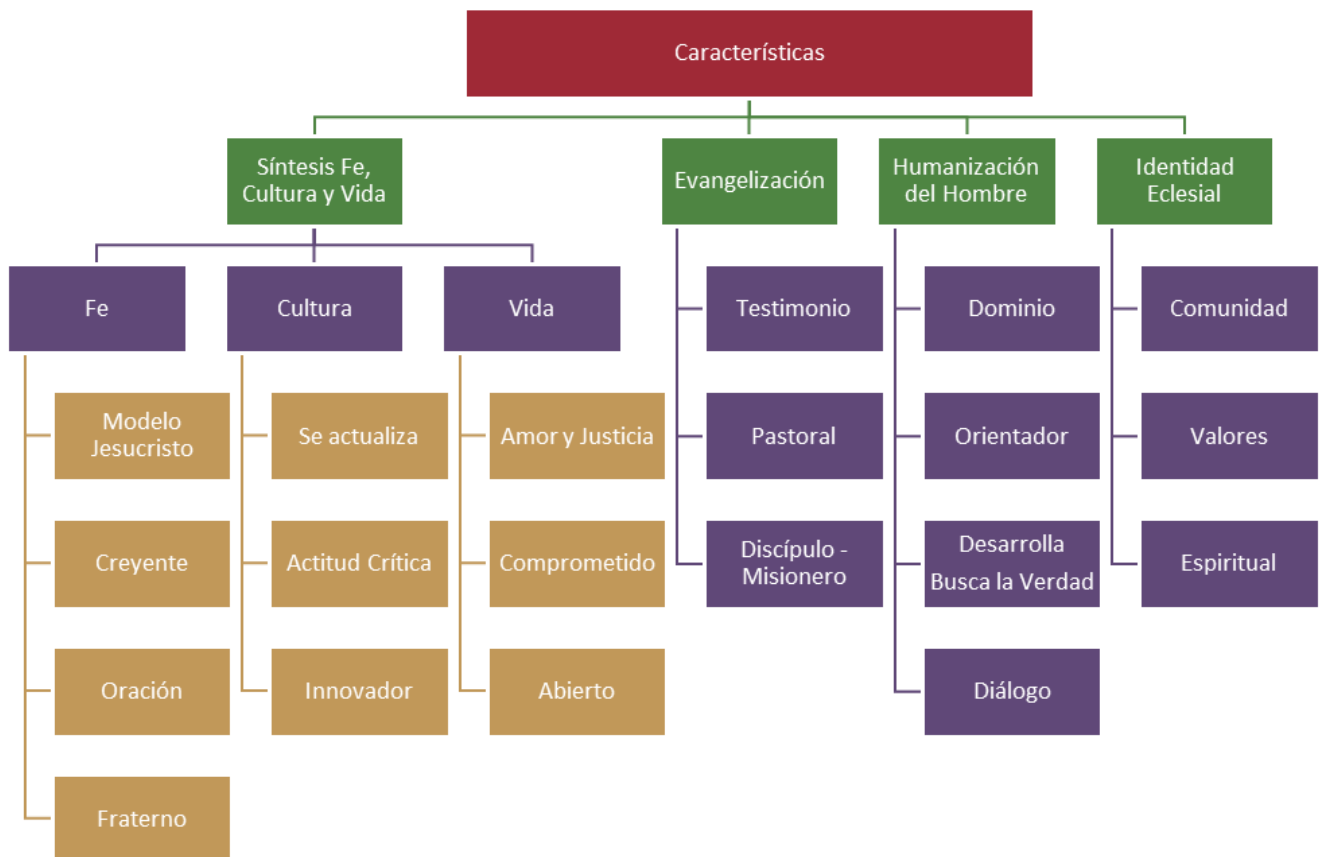 Características
Síntesis Fe,
Cultura y Vida
Evangelización
Humanización
del Hombre
Identidad
Eclesial
Fe
Cultura
Vida
Testimonio
Dominio
Comunidad
Modelo
Jesucristo
Se actualiza
Amor y Justicia
Pastoral
Orientador
Valores
Creyente
Actitud Crítica
Comprometido
Discípulo -
Misionero
Desarrolla
Busca la Verdad
Espiritual
Oración
Innovador
Abierto
Diálogo
Fraterno